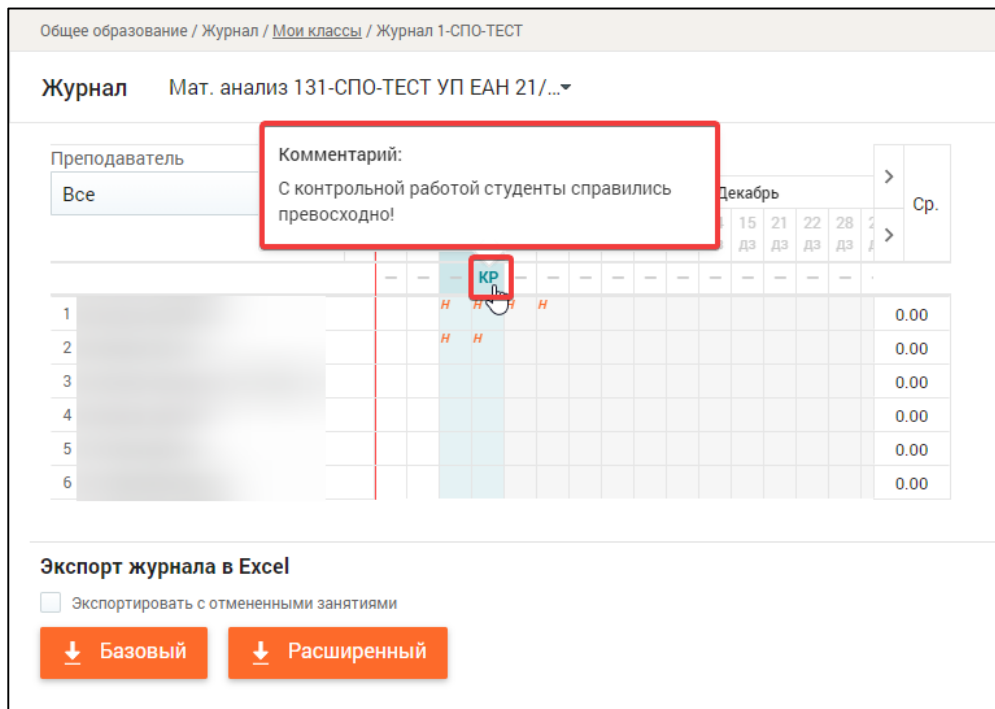 Общее образование / Журнал / Мои классы / Журнал 1-СПО-ТЕСТ
Журнал Мат. анализ 131-СПО-ТЕСТ УП ЕАН 21/...
Преподаватель
Все
Комментарий:
С контрольной работой студенты справились
превосходно!
Декабрь
Ср.
15 21 22 28 2
дз дз дз дз
– – – КР – – – – – – – – – – –
1 Н Н Н Н 0.00
2 Н Н 0.00
3 0.00
4 0.00
5 0.00
6 0.00
Экспорт журнала в Excel
Экспортировать с отмененными занятиями
Базовый Расширенный